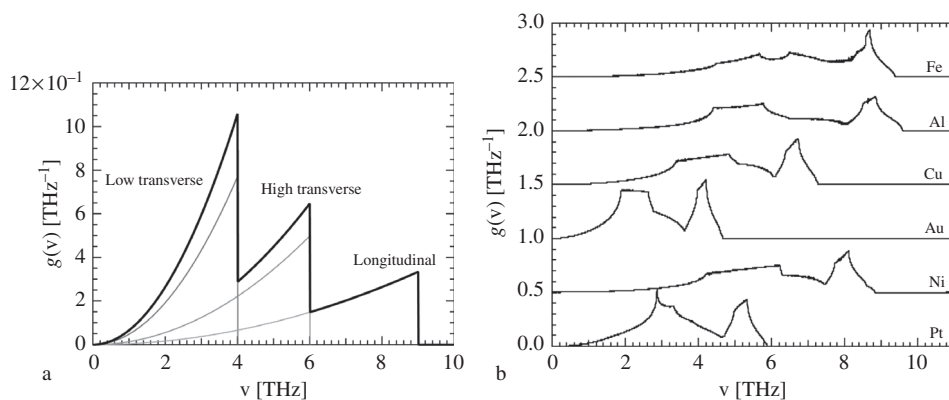 12×10⁻¹
10
8
6
4
2
0
g(ν) [THz⁻¹]
Low transverse
High transverse
Longitudinal
0 2 4 6 8 10
ν [THz]
a
3.0
2.5
2.0
1.5
1.0
0.5
0.0
g(ν) [THz⁻¹]
Fe
Al
Cu
Au
Ni
Pt
0 2 4 6 8 10
ν [THz]
b